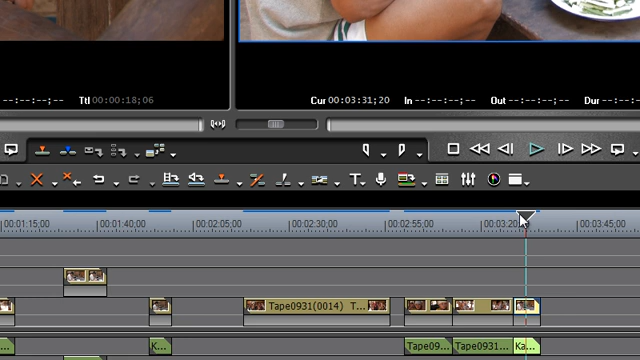 --:--:--;-- Ttl 00:00:18;06 Cur 00:03:31;20 In --:--:--;-- Out --:--:--;-- Dur --:--:--;--
00:01:15;00 00:01:40;00 00:02:05;00 00:02:30;00 00:02:55;00 00:03:20; 00:03:45;00
Tape0931(0014) T...
... K... Tape09... Tape0931... Ka...